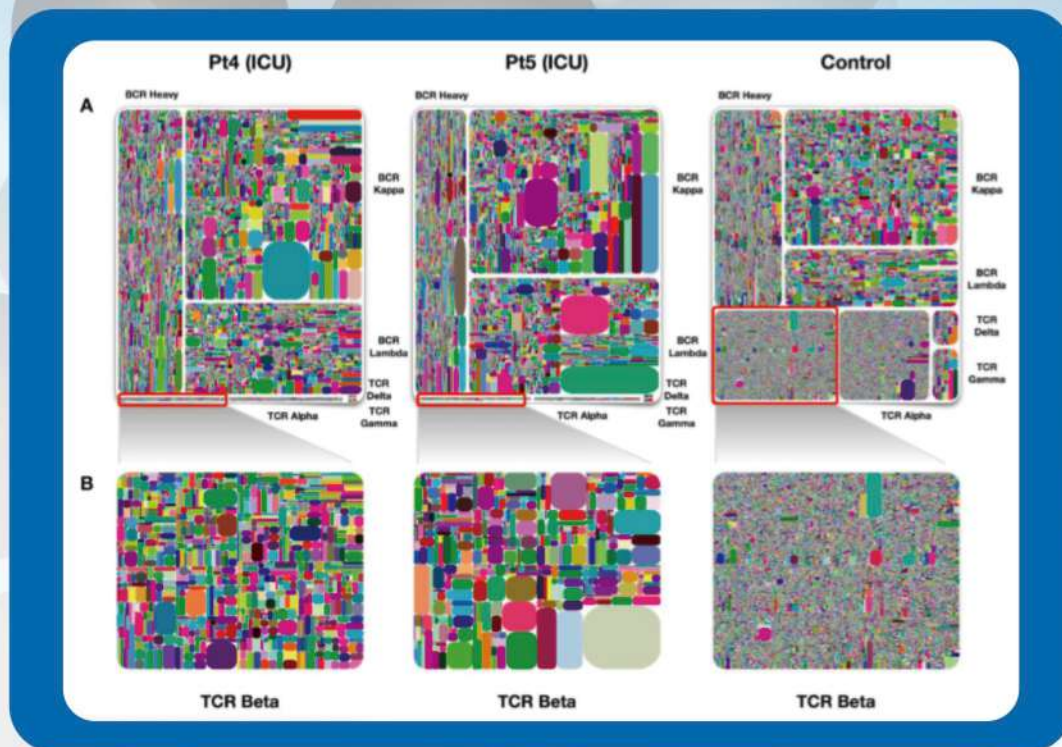 Pt4 (ICU)
Pt5 (ICU)
Control
A
BCR Heavy
BCR Heavy
BCR Heavy
BCR
Kappa
BCR
Kappa
BCR
Kappa
BCR
Lambda
BCR
Lambda
BCR
Lambda
TCR
Delta
TCR
Delta
TCR
Delta
TCR
Gamma
TCR
Gamma
TCR
Gamma
TCR Alpha
TCR Alpha
TCR Alpha
B
TCR Beta
TCR Beta
TCR Beta